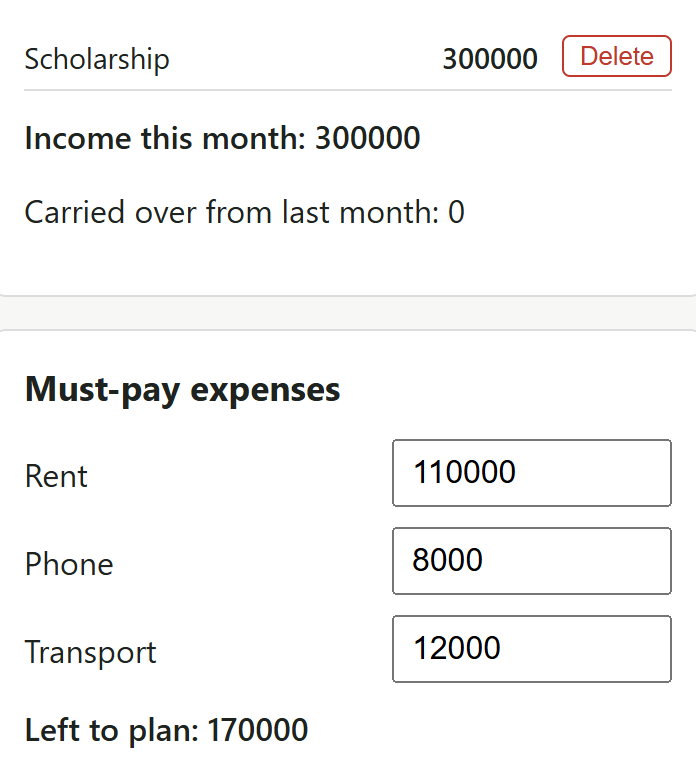 Scholarship 300000 Delete
Income this month: 300000
Carried over from last month: 0
Must-pay expenses
Rent 110000
Phone 8000
Transport 12000
Left to plan: 170000